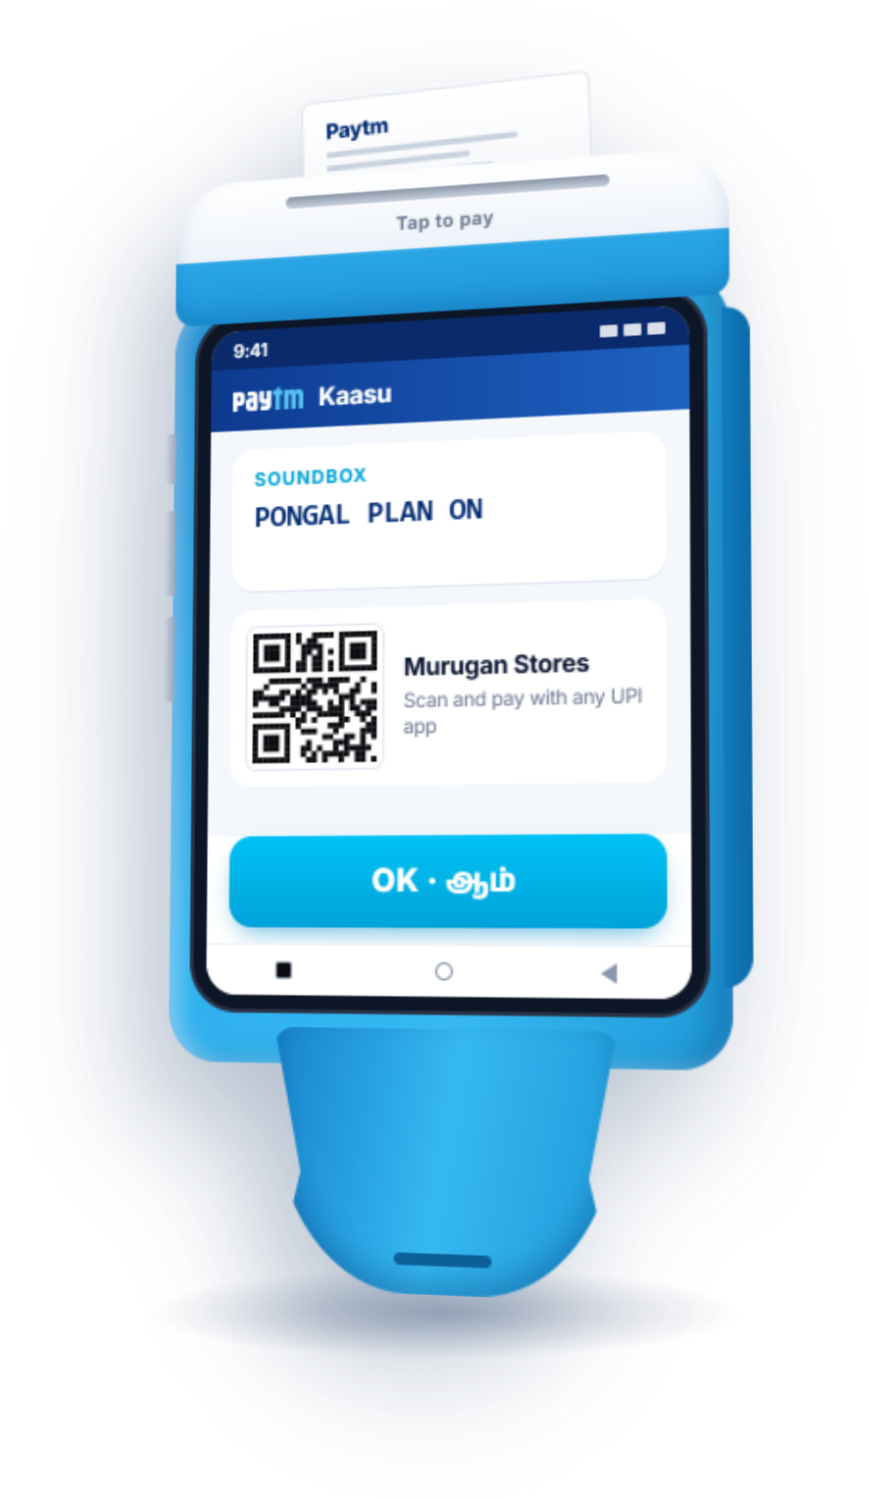 Paytm
Tap to pay
9:41
paytm Kaasu
SOUNDBOX
PONGAL PLAN ON
Murugan Stores
Scan and pay with any UPI
app
OK · ஆம்